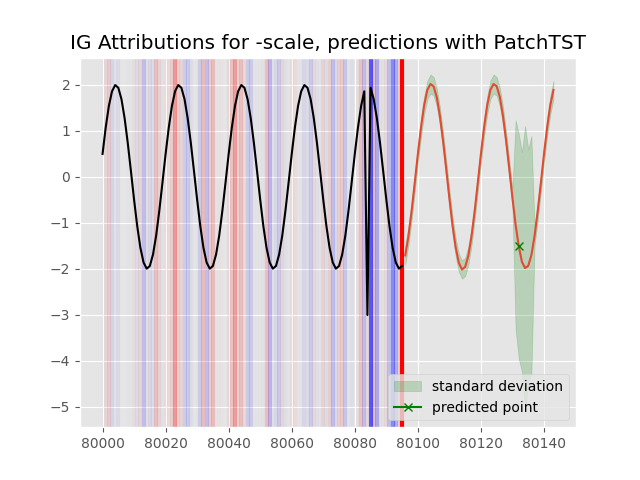 IG Attributions for -scale, predictions with PatchTST
2
1
0
−1
−2
−3
−4
−5
standard deviation
predicted point
80000 80020 80040 80060 80080 80100 80120 80140